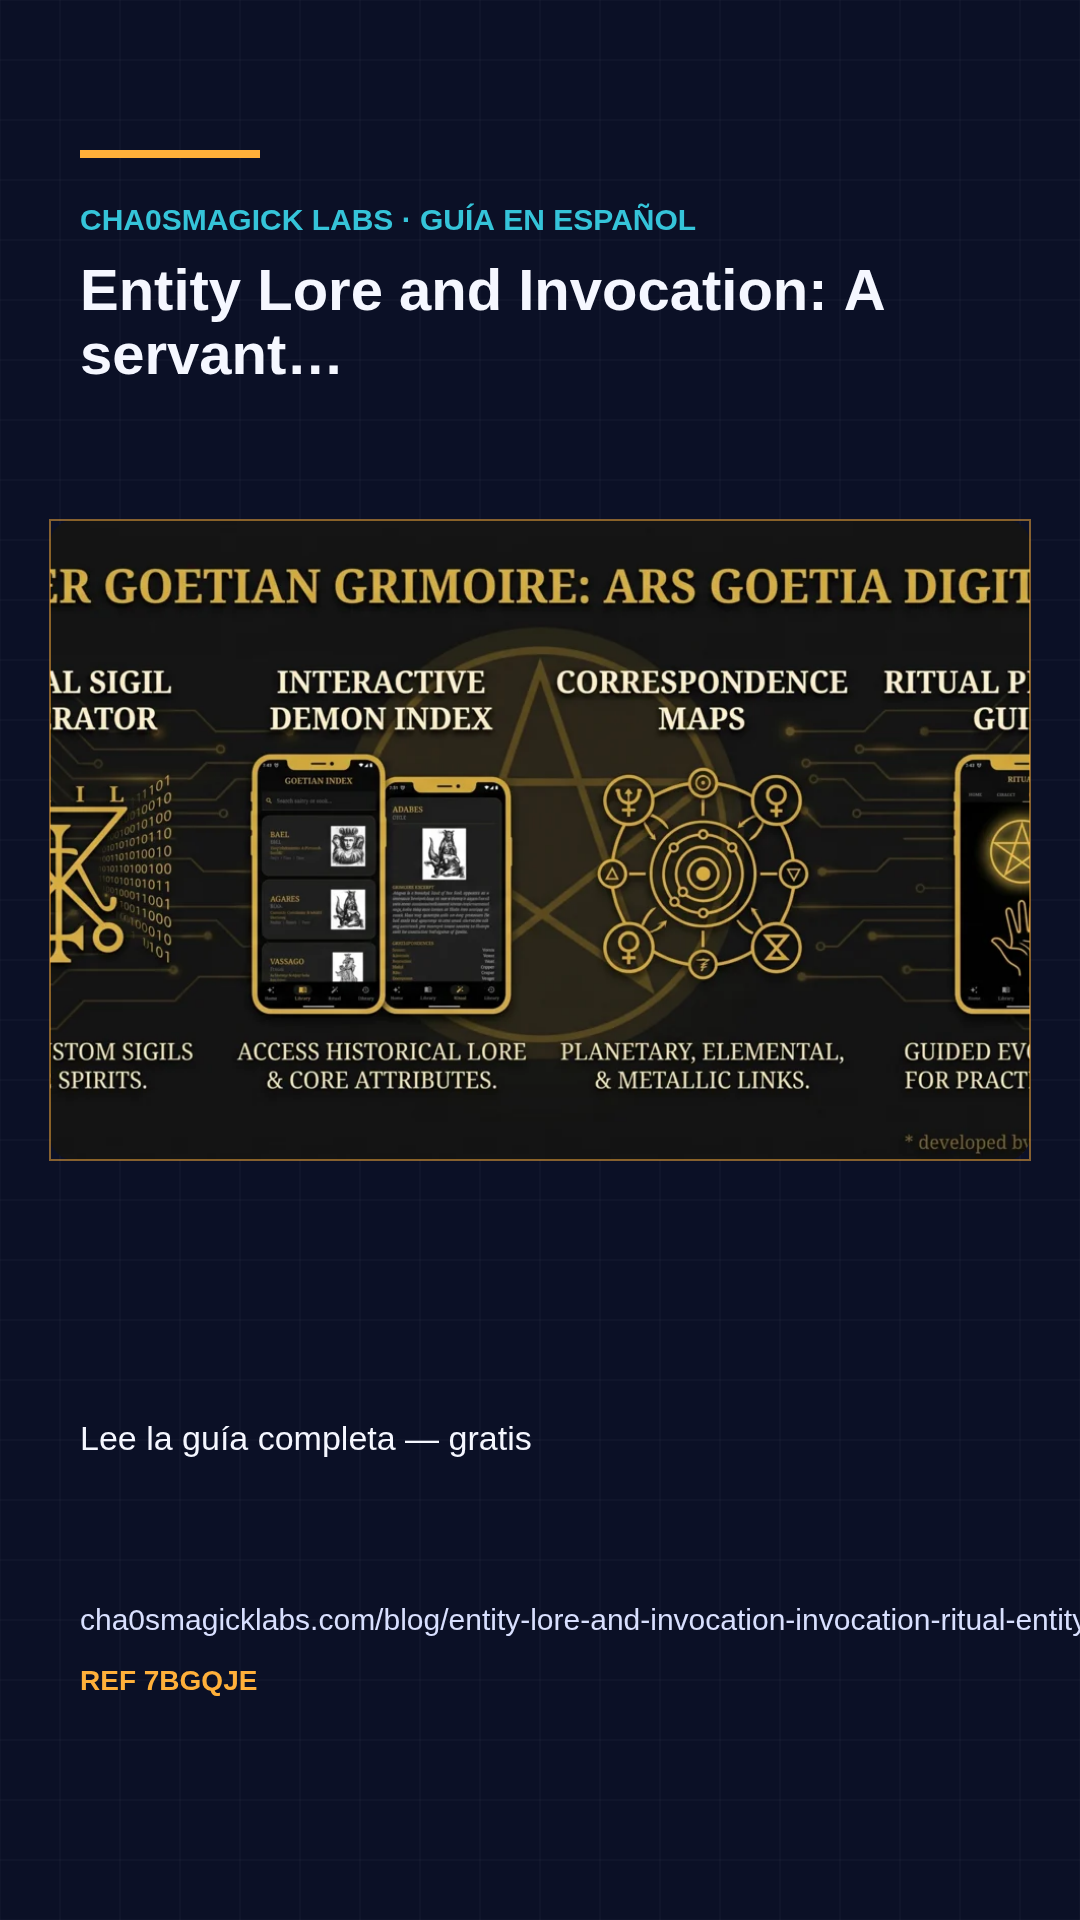 CHA0SMAGICK LABS · GUÍA EN ESPAÑOL
Entity Lore and Invocation: A
servant...
ER GOETIAN GRIMOIRE: ARS GOETIA DIGIT
AL SIGIL
RATOR
I L
STOM SIGILS
SPIRITS.
INTERACTIVE
DEMON INDEX
GOETIAN INDEX
BAEL
AGARES
VASSAGO
ADABES
ACCESS HISTORICAL LORE
& CORE ATTRIBUTES.
CORRESPONDENCE
MAPS
PLANETARY, ELEMENTAL,
& METALLIC LINKS.
RITUAL P
GUI
RITUA
GUIDED EVO
FOR PRACT
* developed by
Lee la guía completa — gratis
cha0smagicklabs.com/blog/entity-lore-and-invocation-invocation-ritual-entity
REF 7BGQJE